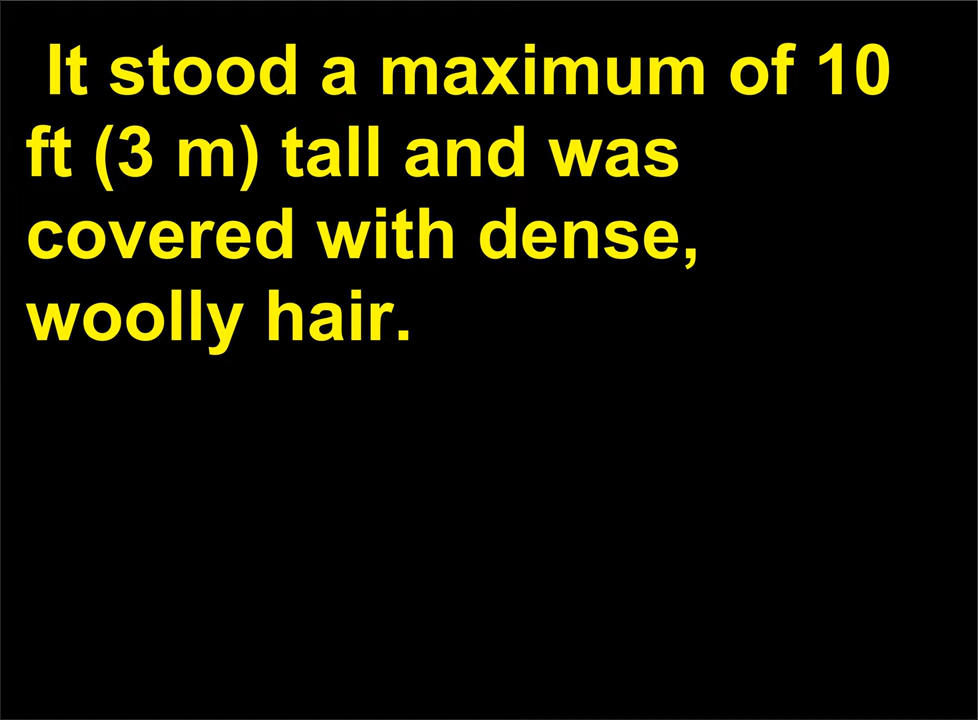 It stood a maximum of 10
ft (3 m) tall and was
covered with dense,
woolly hair.